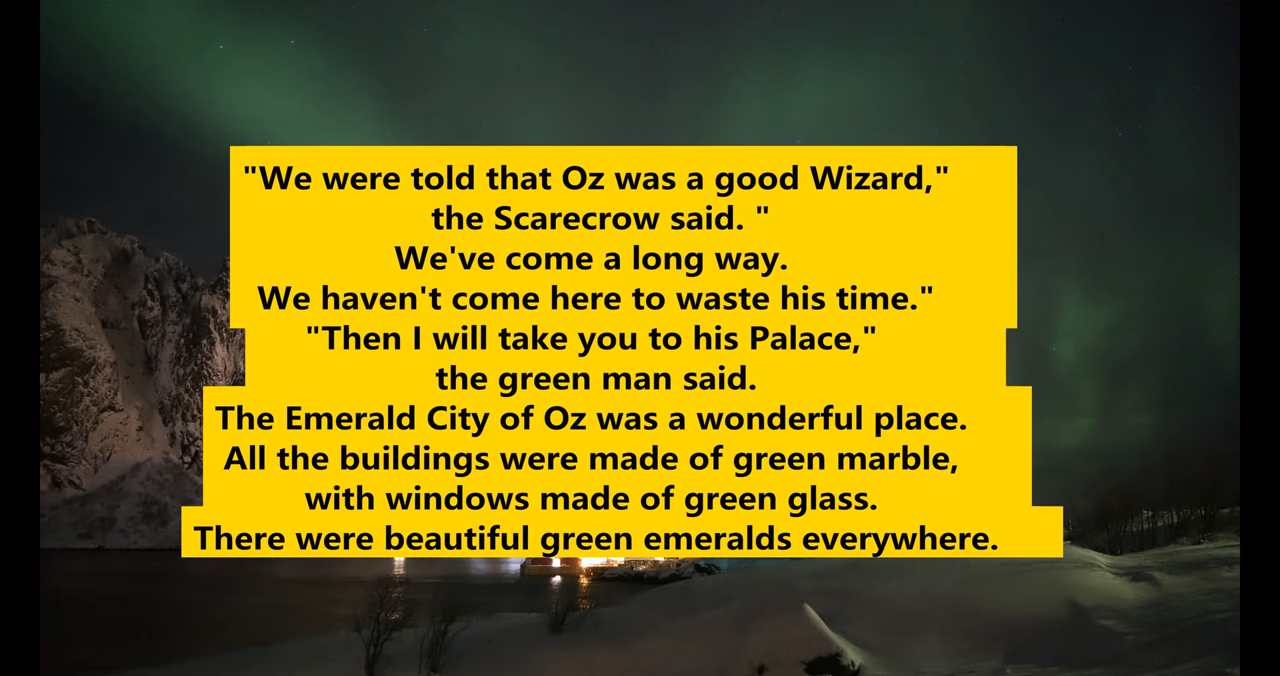 "We were told that Oz was a good Wizard,"
the Scarecrow said. "
We've come a long way.
We haven't come here to waste his time."
"Then I will take you to his Palace,"
the green man said.
The Emerald City of Oz was a wonderful place.
All the buildings were made of green marble,
with windows made of green glass.
There were beautiful green emeralds everywhere.